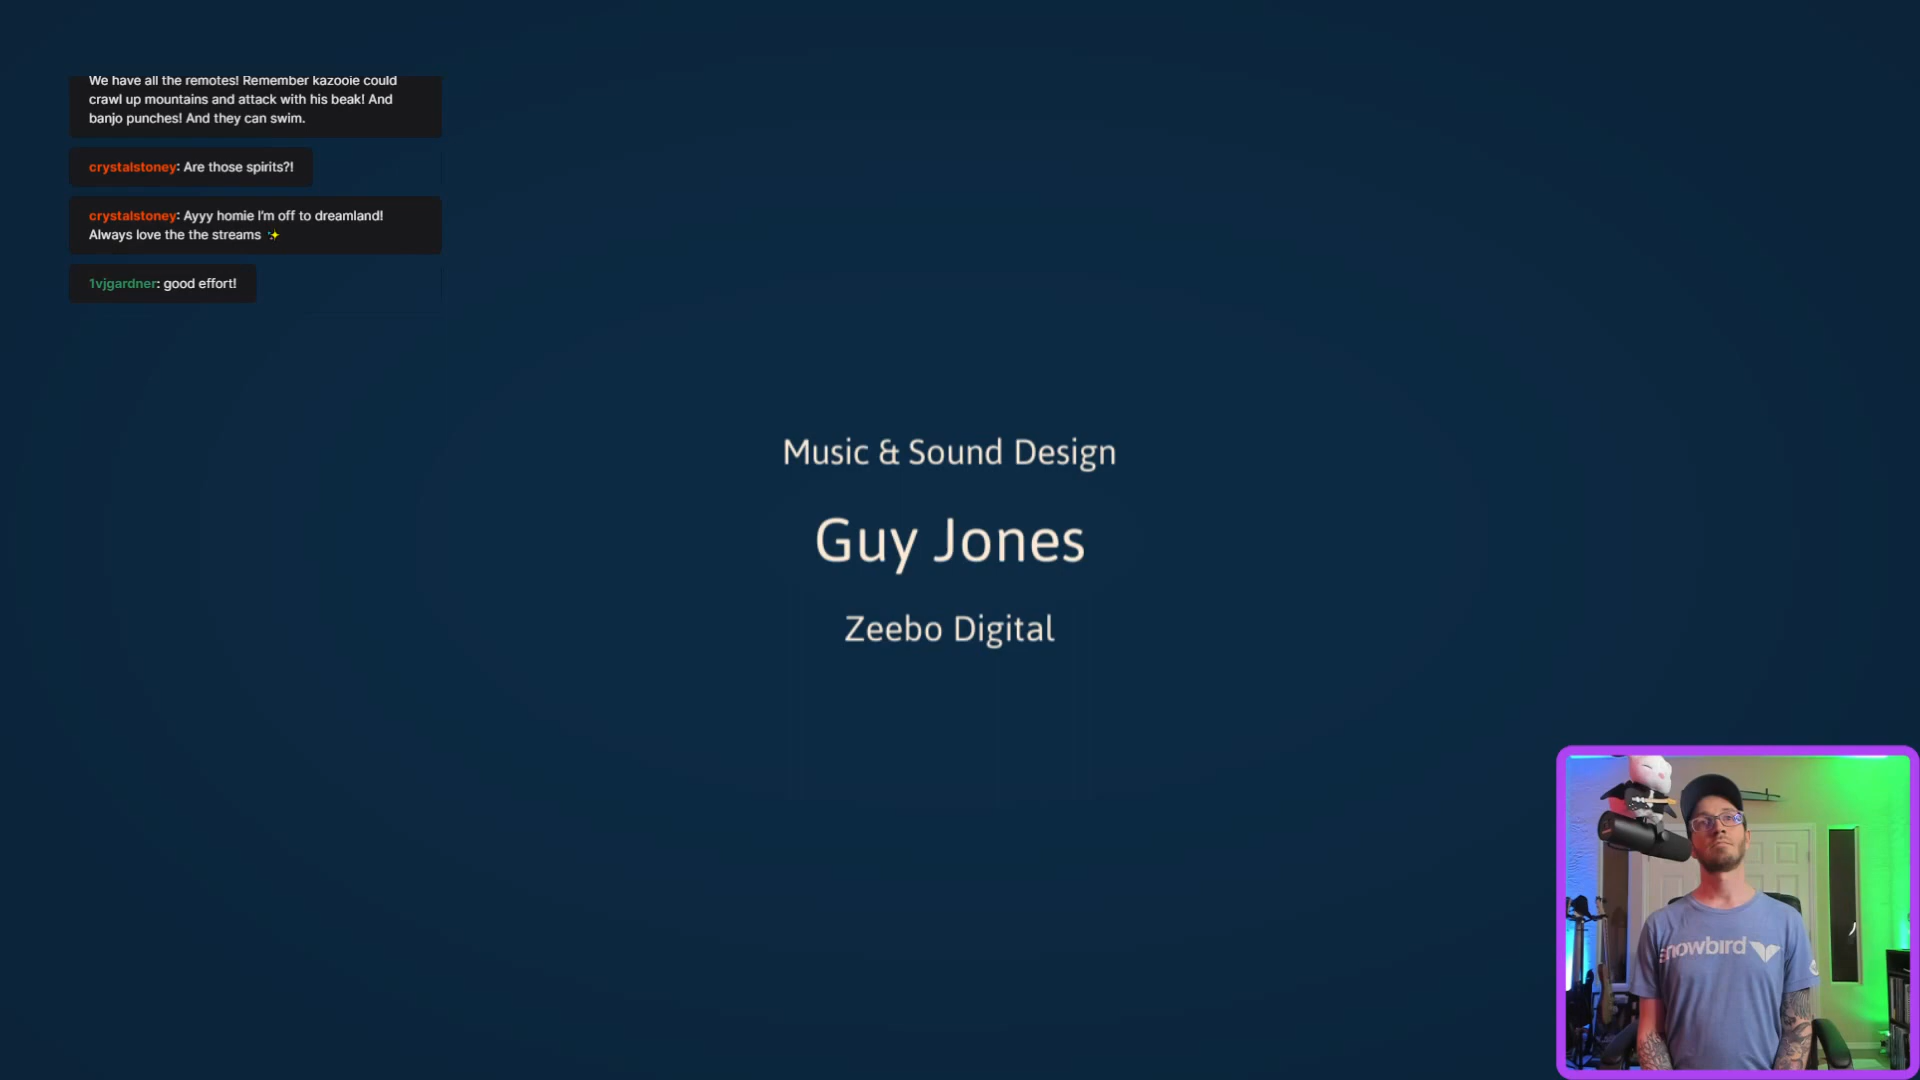 We have all the remotes! Remember kazooie could
crawl up mountains and attack with his beak! And
banjo punches! And they can swim.
crystalstoney: Are those spirits?!
crystalstoney: Ayyy homie I'm off to dreamland!
Always love the the streams ✨
1vjgardner: good effort!
Music & Sound Design
Guy Jones
Zeebo Digital
snowbird